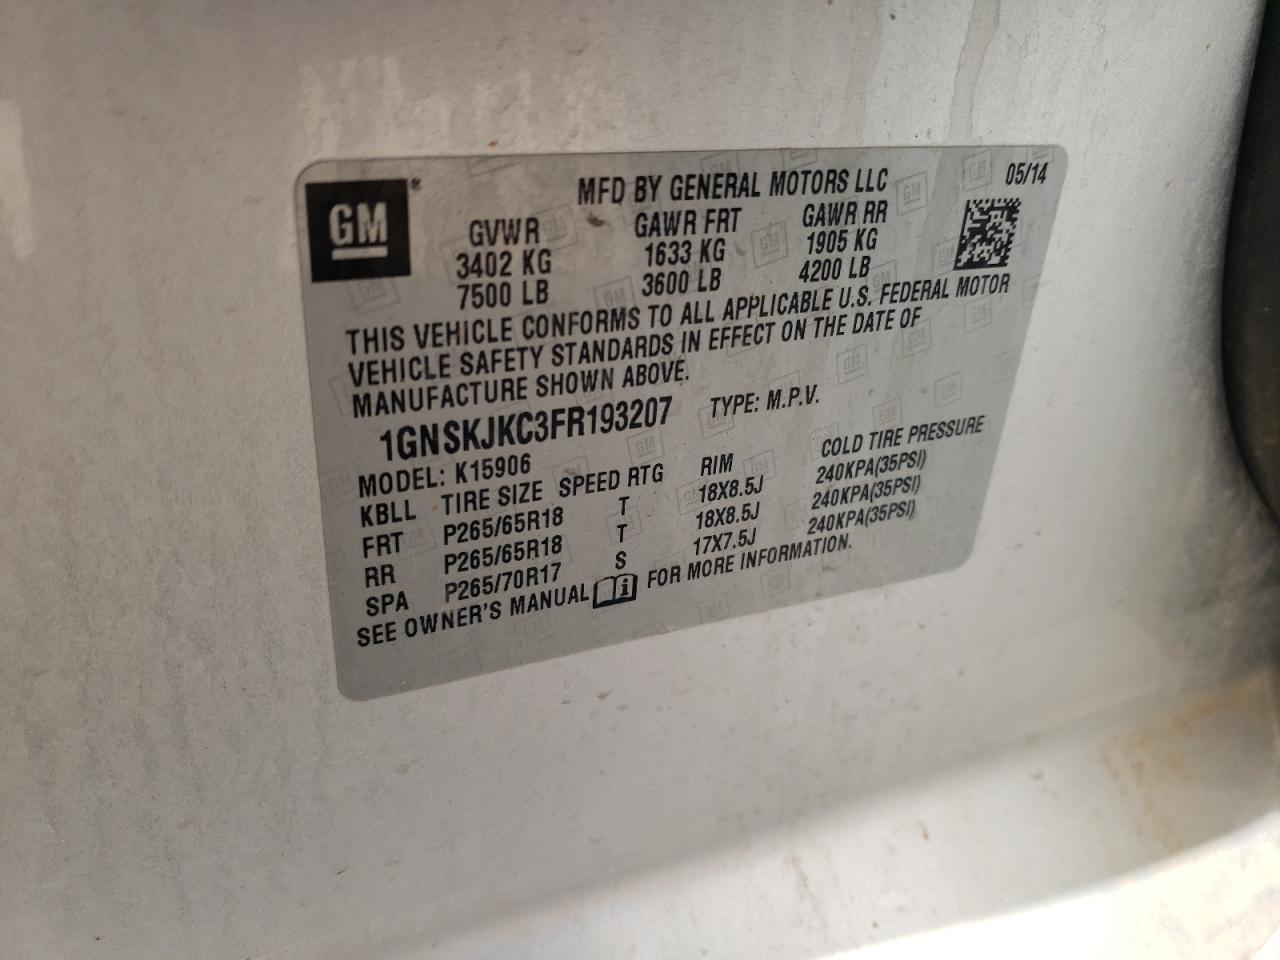 GM®
MFD BY GENERAL MOTORS LLC 05/14
GVWR GAWR FRT GAWR RR
3402 KG 1633 KG 1905 KG
7500 LB 3600 LB 4200 LB
THIS VEHICLE CONFORMS TO ALL APPLICABLE U.S. FEDERAL MOTOR
VEHICLE SAFETY STANDARDS IN EFFECT ON THE DATE OF
MANUFACTURE SHOWN ABOVE.
1GNSKJKC3FR193207 TYPE: M.P.V.
MODEL: K15906
KBLL TIRE SIZE SPEED RTG RIM COLD TIRE PRESSURE
FRT P265/65R18 T 18X8.5J 240KPA(35PSI)
RR P265/65R18 T 18X8.5J 240KPA(35PSI)
SPA P265/70R17 S 17X7.5J 240KPA(35PSI)
SEE OWNER'S MANUAL i FOR MORE INFORMATION.